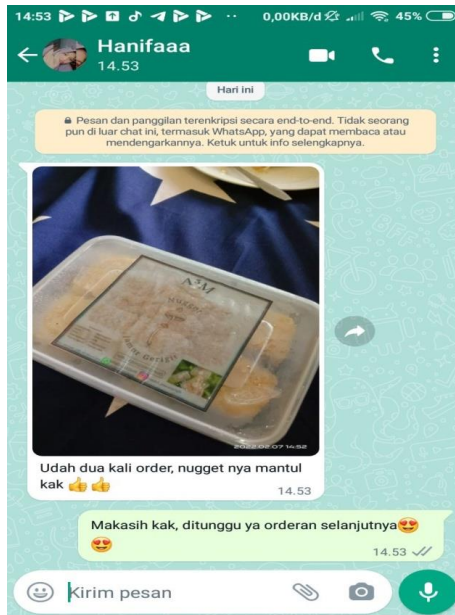 14:53
0,00KB/d
45%
Hanifaaa
14.53
Hari ini
Pesan dan panggilan terenkripsi secara end-to-end. Tidak seorang
pun di luar chat ini, termasuk WhatsApp, yang dapat membaca atau
mendengarkannya. Ketuk untuk info selengkapnya.
2022.02.07 14:52
Udah dua kali order, nugget nya mantul
kak 👍👍
14.53
Makasih kak, ditunggu ya orderan selanjutnya😍
😍
14.53
Kirim pesan